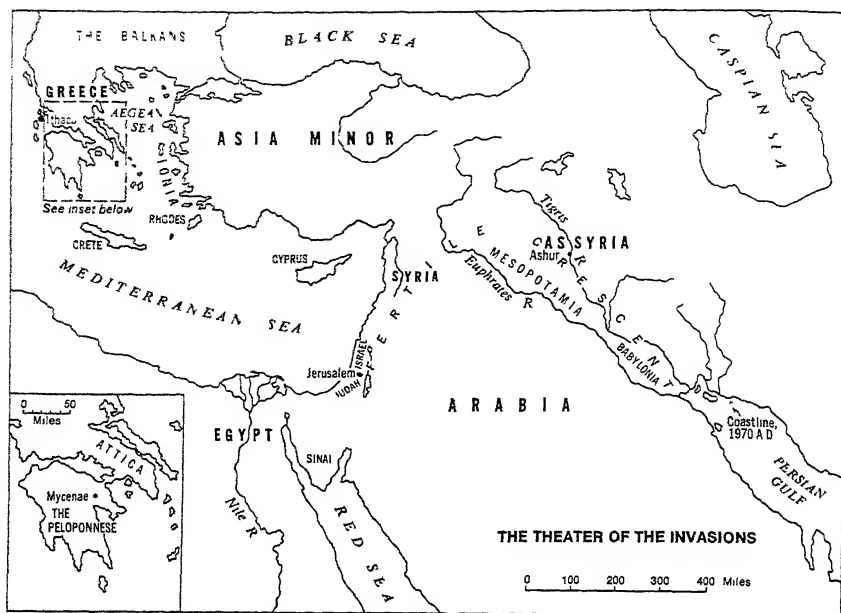 THE BALKANS
BLACK SEA
CASPIAN SEA
GREECE
Ithaca
AEGEAN
SEA
ASIA MINOR
IONIA
See inset below
RHODES
CRETE
CYPRUS
SYRIA
MEDITERRANEAN SEA
Tigris R
ASSYRIA
Ashur
MESOPOTAMIA
Euphrates R
FERTILE CRESCENT
BABYLONIA
Jerusalem
ISRAEL
JUDAH
ARABIA
Coastline,
1970 A D
PERSIAN
GULF
EGYPT
SINAI
Nile R
RED SEA
0 50
Miles
ATTICA
Mycenae
THE
PELOPONNESE
THE THEATER OF THE INVASIONS
0 100 200 300 400 Miles